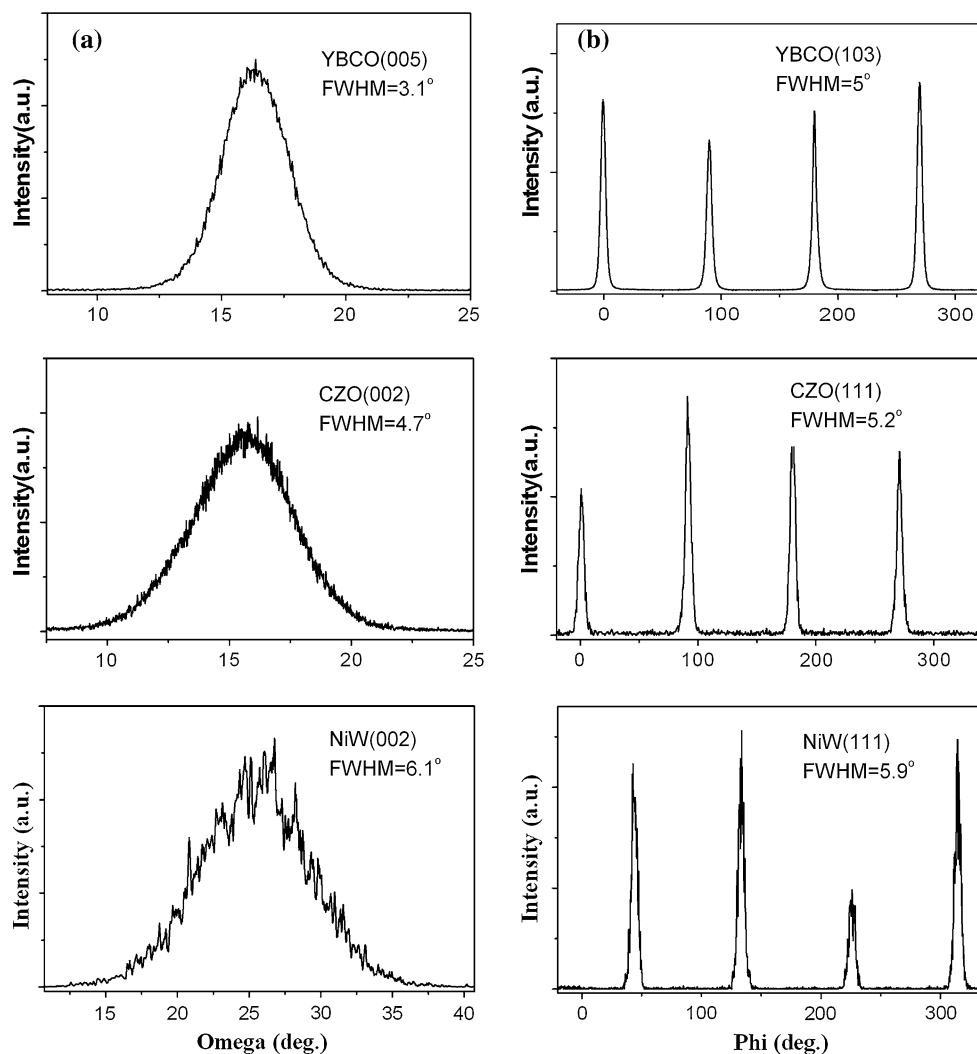 (a)
YBCO(005)
FWHM=3.1°
Intensity(a.u.)
10 15 20 25
(b)
YBCO(103)
FWHM=5°
Intensity (a.u.)
0 100 200 300
CZO(002)
FWHM=4.7°
Intensity(a.u.)
10 15 20 25
CZO(111)
FWHM=5.2°
Intensity(a.u.)
0 100 200 300
NiW(002)
FWHM=6.1°
Intensity (a.u.)
15 20 25 30 35 40
Omega (deg.)
NiW(111)
FWHM=5.9°
Intensity (a.u.)
0 100 200 300
Phi (deg.)